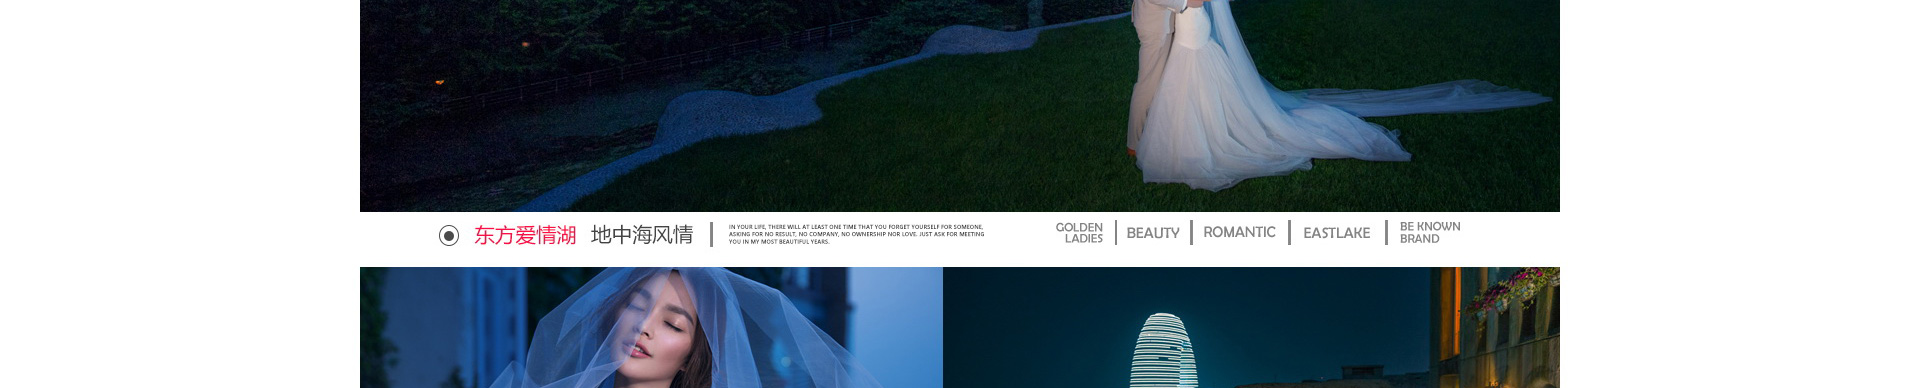 东方爱情湖 地中海风情
IN YOUR LIFE, THERE WILL AT LEAST ONE TIME THAT YOU FORGET YOURSELF FOR SOMEONE,
ASKING FOR NO RESULT, NO COMPANY, NO OWNERSHIP NOR LOVE. JUST ASK FOR MEETING
YOU IN MY MOST BEAUTIFUL YEARS.
GOLDEN
LADIES
BEAUTY
ROMANTIC
EASTLAKE
BE KNOWN
BRAND